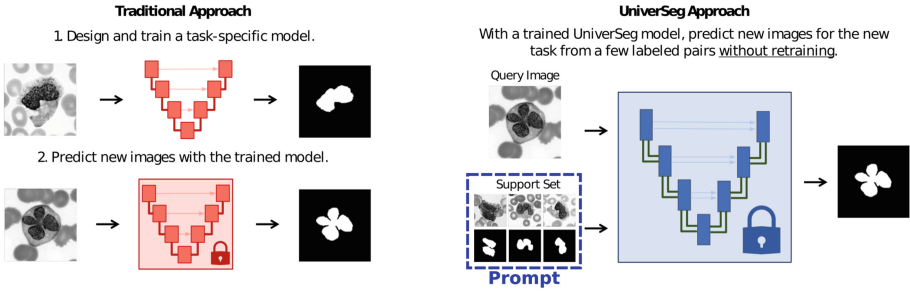 Traditional Approach
1. Design and train a task-specific model.
2. Predict new images with the trained model.
UniverSeg Approach
With a trained UniverSeg model, predict new images for the new
task from a few labeled pairs without retraining.
Query Image
Support Set
Prompt